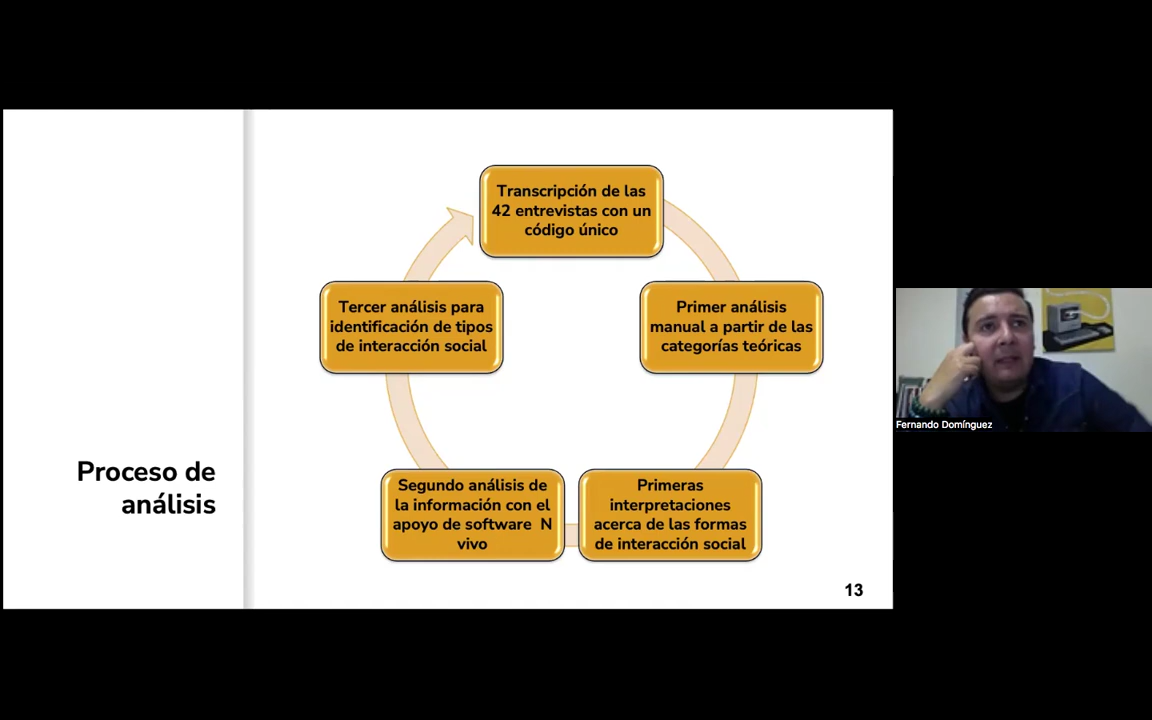 Transcripción de las
42 entrevistas con un
código único
Primer análisis
manual a partir de las
categorías teóricas
Primeras
interpretaciones
acerca de las formas
de interacción social
Segundo análisis de
la información con el
apoyo de software  N
vivo
Tercer análisis para
identificación de tipos
de interacción social
Proceso de
análisis
13
Fernando Domínguez